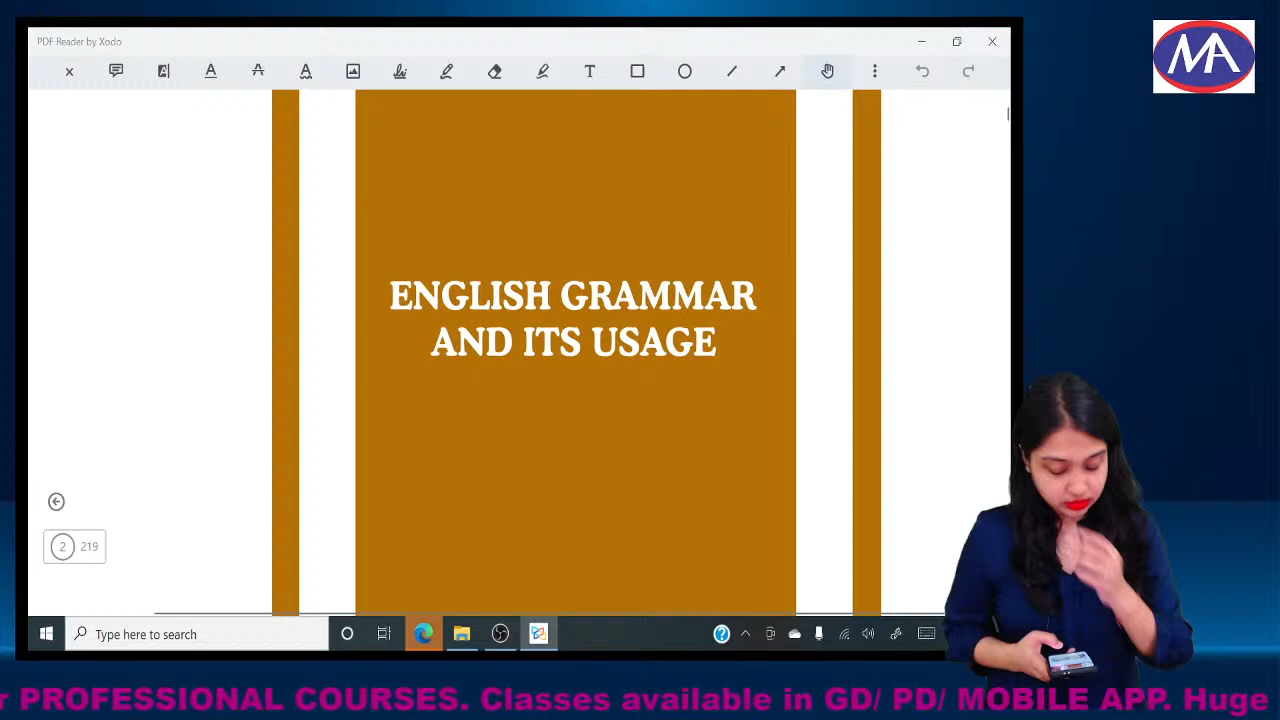 PDF Reader by Xodo
MA
T
ENGLISH GRAMMAR
AND ITS USAGE
2 219
Type here to search
r PROFESSIONAL COURSES. Classes available in GD/ PD/ MOBILE APP. Huge